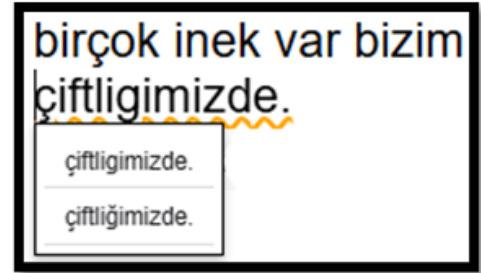 birçok inek var bizim
çiftligimizde.
çiftligimizde.
çiftliğimizde.